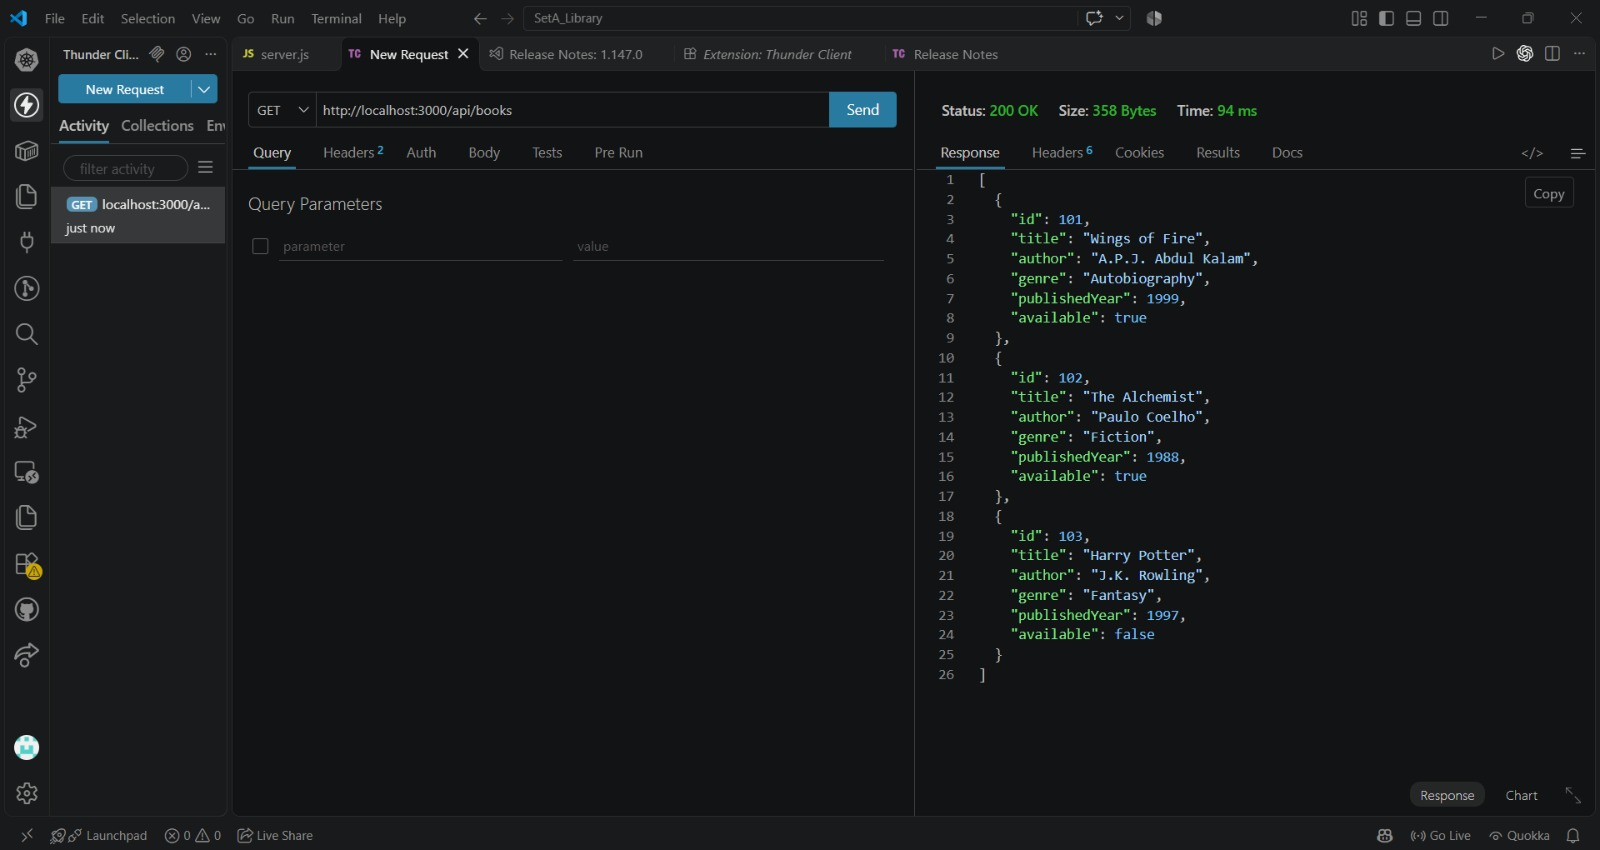 File Edit Selection View Go Run Terminal Help
SetA_Library
Thunder Cli...
JS server.js
TC New Request
Release Notes: 1.147.0
Extension: Thunder Client
TC Release Notes
New Request
Activity Collections En
filter activity
GET localhost:3000/a...
just now
GET http://localhost:3000/api/books Send
Query Headers 2 Auth Body Tests Pre Run
Query Parameters
parameter value
Status: 200 OK Size: 358 Bytes Time: 94 ms
Response Headers 6 Cookies Results Docs </>
Copy
1 [
2 {
3 "id": 101,
4 "title": "Wings of Fire",
5 "author": "A.P.J. Abdul Kalam",
6 "genre": "Autobiography",
7 "publishedYear": 1999,
8 "available": true
9 },
10 {
11 "id": 102,
12 "title": "The Alchemist",
13 "author": "Paulo Coelho",
14 "genre": "Fiction",
15 "publishedYear": 1988,
16 "available": true
17 },
18 {
19 "id": 103,
20 "title": "Harry Potter",
21 "author": "J.K. Rowling",
22 "genre": "Fantasy",
23 "publishedYear": 1997,
24 "available": false
25 }
26 ]
Response Chart
Launchpad 0 0 Live Share
Go Live Quokka